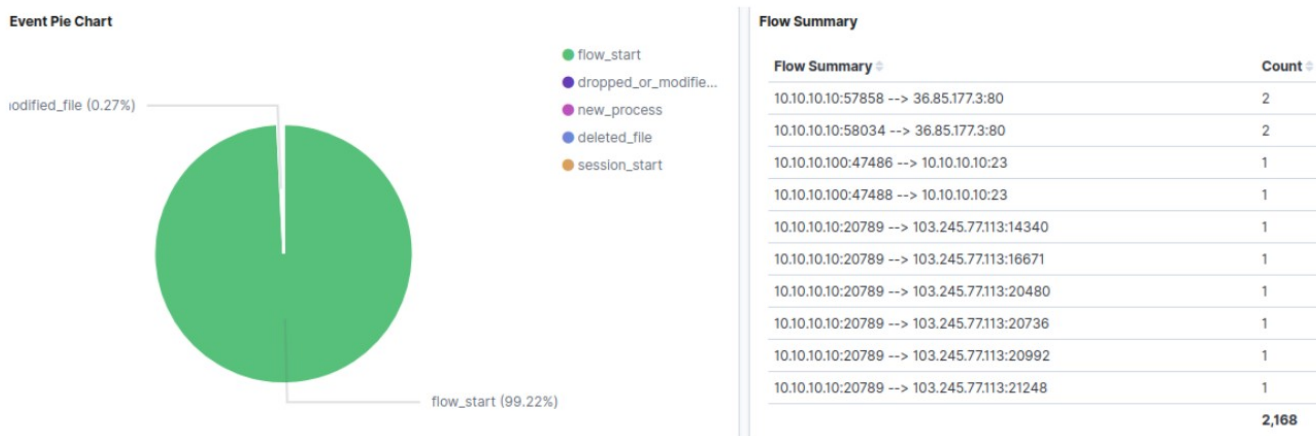 Event Pie Chart
flow_start
dropped_or_modifie...
new_process
deleted_file
session_start
nodified_file (0.27%)
flow_start (99.22%)
Flow Summary
Flow Summary Count
10.10.10.10:57858 --> 36.85.177.3:80 2
10.10.10.10:58034 --> 36.85.177.3:80 2
10.10.10.100:47486 --> 10.10.10.10:23 1
10.10.10.100:47488 --> 10.10.10.10:23 1
10.10.10.10:20789 --> 103.245.77.113:14340 1
10.10.10.10:20789 --> 103.245.77.113:16671 1
10.10.10.10:20789 --> 103.245.77.113:20480 1
10.10.10.10:20789 --> 103.245.77.113:20736 1
10.10.10.10:20789 --> 103.245.77.113:20992 1
10.10.10.10:20789 --> 103.245.77.113:21248 1
2,168